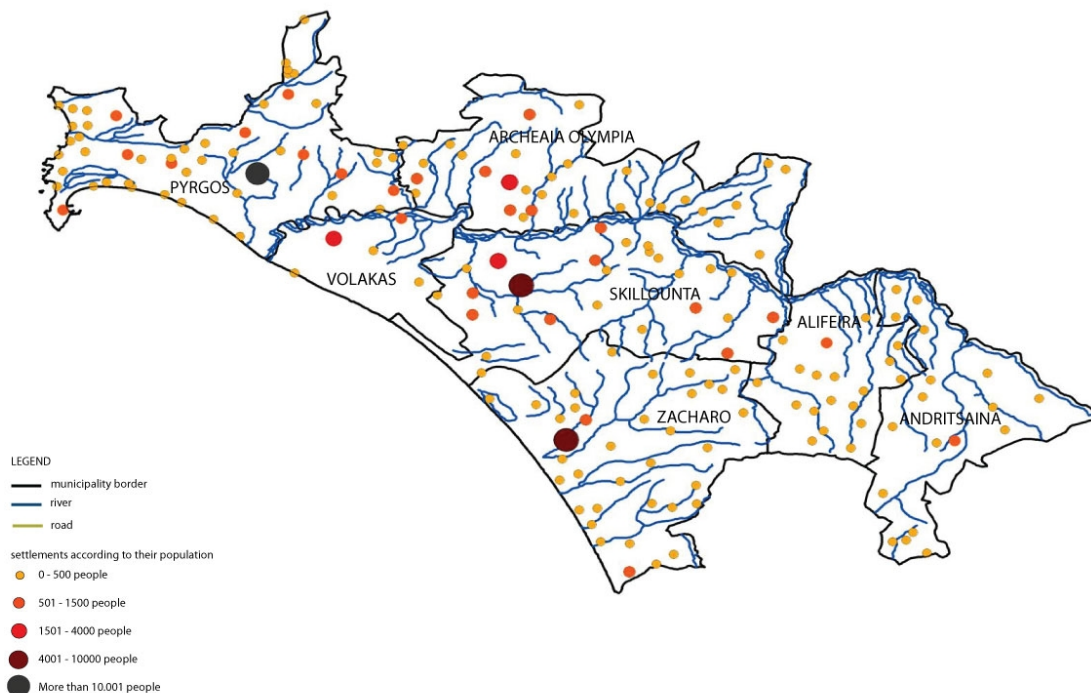 ARCHEAIA OLYMPIA
PYRGOS
VOLAKAS
SKILLOUNTA
ALIFEIRA
ZACHARO
ANDRITSAINA
LEGEND
municipality border
river
road
settlements according to their population
0 - 500 people
501 - 1500 people
1501 - 4000 people
4001 - 10000 people
More than 10.001 people